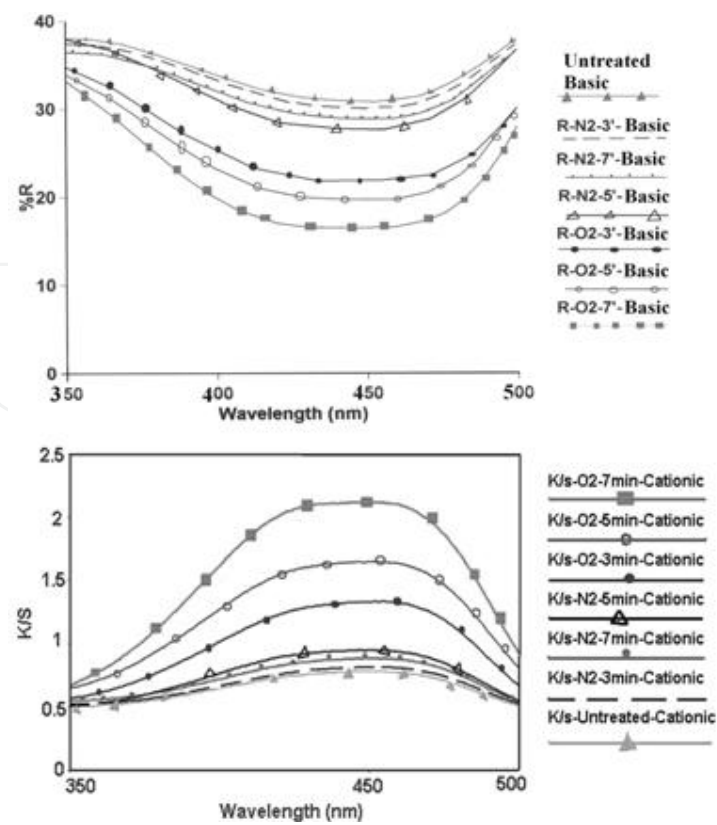 40
30
20
10
0
%R
350
400
450
500
Wavelength (nm)
Untreated
Basic
R-N2-3'-Basic
R-N2-7'-Basic
R-N2-5'-Basic
R-O2-3'-Basic
R-O2-5'-Basic
R-O2-7'-Basic
2.5
2
1.5
1
0.5
0
K/S
350
400
450
500
Wavelength (nm)
K/s-O2-7min-Cationic
K/s-O2-5min-Cationic
K/s-O2-3min-Cationic
K/s-N2-5min-Cationic
K/s-N2-7min-Cationic
K/s-N2-3min-Cationic
K/s-Untreated-Cationic